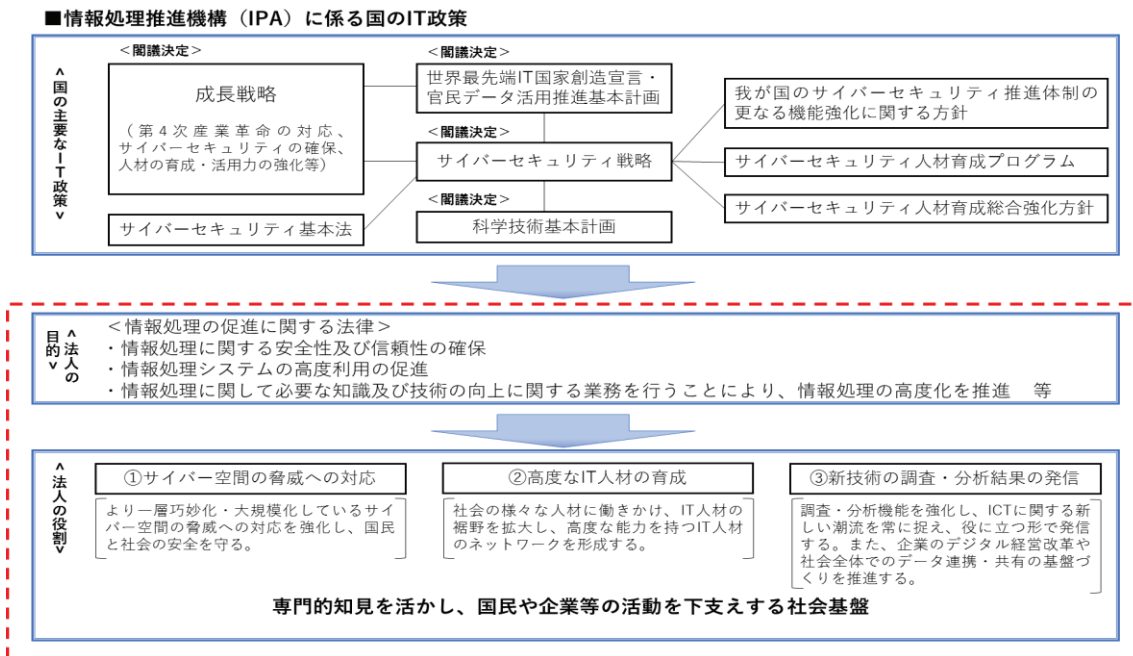 ■情報処理推進機構（IPA）に係る国のIT政策
＜国の主要なIT政策＞
＜閣議決定＞
成長戦略
（第4次産業革命の対応、
サイバーセキュリティの確保、
人材の育成・活用力の強化等）
サイバーセキュリティ基本法
＜閣議決定＞
世界最先端IT国家創造宣言・
官民データ活用推進基本計画
＜閣議決定＞
サイバーセキュリティ戦略
＜閣議決定＞
科学技術基本計画
我が国のサイバーセキュリティ推進体制の
更なる機能強化に関する方針
サイバーセキュリティ人材育成プログラム
サイバーセキュリティ人材育成総合強化方針
＜法人の
目的＞
＜情報処理の促進に関する法律＞
・情報処理に関する安全性及び信頼性の確保
・情報処理システムの高度利用の促進
・情報処理に関して必要な知識及び技術の向上に関する業務を行うことにより、情報処理の高度化を推進　等
＜法人の役割＞
①サイバー空間の脅威への対応
より一層巧妙化・大規模化しているサイ
バー空間の脅威への対応を強化し、国民
と社会の安全を守る。
②高度なIT人材の育成
社会の様々な人材に働きかけ、IT人材の
裾野を拡大し、高度な能力を持つIT人材
のネットワークを形成する。
③新技術の調査・分析結果の発信
調査・分析機能を強化し、ICTに関する新
しい潮流を常に捉え、役に立つ形で発信
する。また、企業のデジタル経営改革や
社会全体でのデータ連携・共有の基盤づ
くりを推進する。
専門的知見を活かし、国民や企業等の活動を下支えする社会基盤